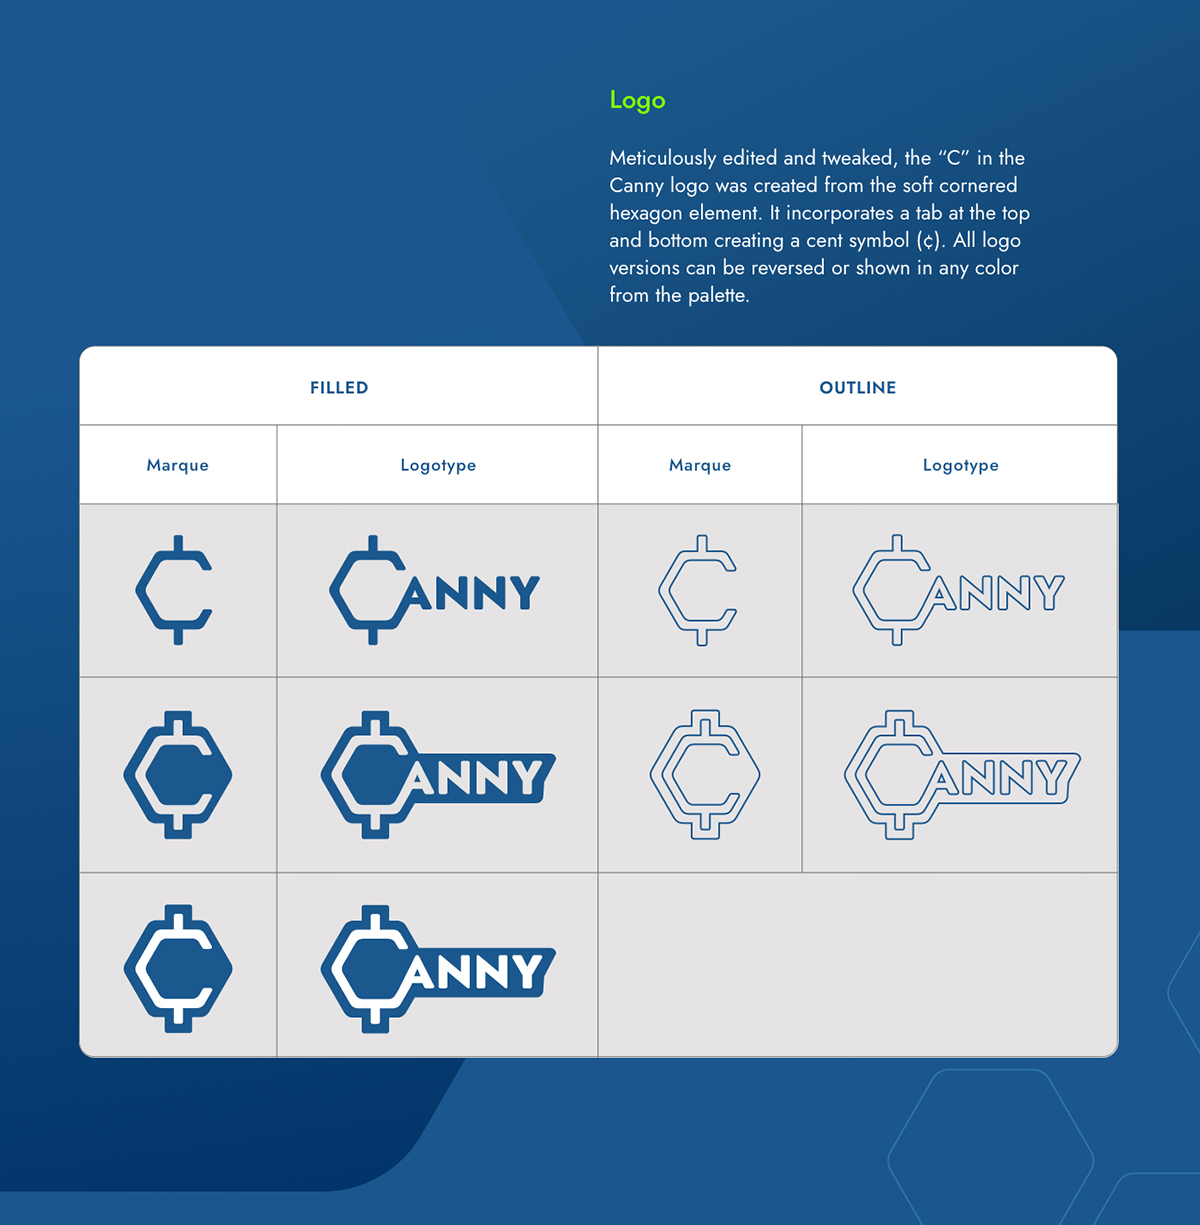 Logo
Meticulously edited and tweaked, the “C” in the
Canny logo was created from the soft cornered
hexagon element. It incorporates a tab at the top
and bottom creating a cent symbol (¢). All logo
versions can be reversed or shown in any color
from the palette.
FILLED
OUTLINE
Marque
Logotype
Marque
Logotype
C
CANNY
C
CANNY
C
CANNY
C
CANNY
C
CANNY